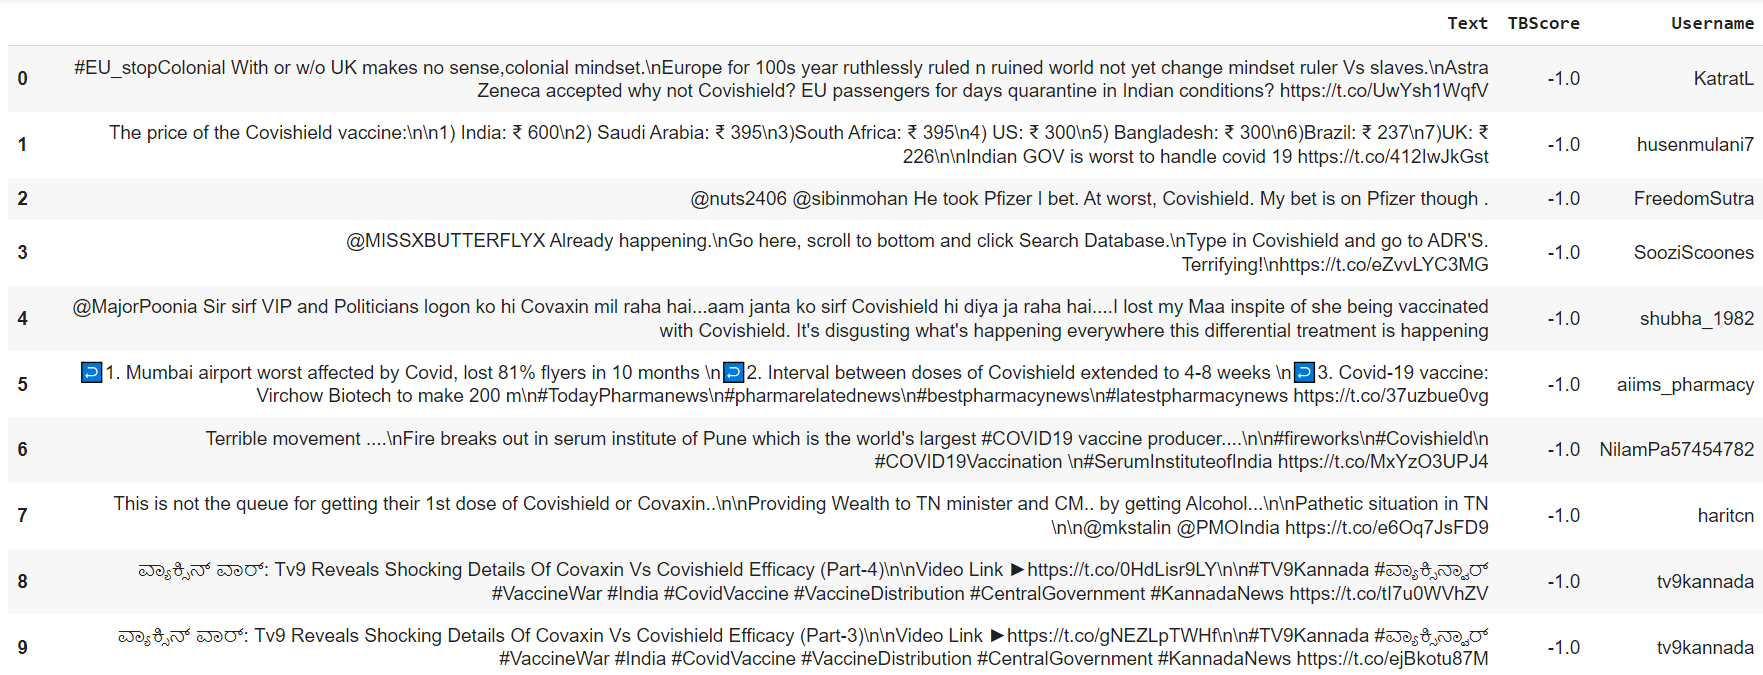 Text TBScore Username
#EU_stopColonial With or w/o UK makes no sense,colonial mindset.\nEurope for 100s year ruthlessly ruled n ruined world not yet change mindset ruler Vs slaves.\nAstra
0 -1.0 KatratL
Zeneca accepted why not Covishield? EU passengers for days quarantine in Indian conditions? https://t.co/UwYsh1WqfV
The price of the Covishield vaccine:\n\n1) India: ₹ 600\n2) Saudi Arabia: ₹ 395\n3)South Africa: ₹ 395\n4) US: ₹ 300\n5) Bangladesh: ₹ 300\n6)Brazil: ₹ 237\n7)UK: ₹
1 -1.0 husenmulani7
226\n\nIndian GOV is worst to handle covid 19 https://t.co/412IwJkGst
2 @nuts2406 @sibinmohan He took Pfizer I bet. At worst, Covishield. My bet is on Pfizer though . -1.0 FreedomSutra
@MISSXBUTTERFLYX Already happening.\nGo here, scroll to bottom and click Search Database.\nType in Covishield and go to ADR'S.
3 -1.0 SooziScoones
Terrifying!\nhttps://t.co/eZvvLYC3MG
@MajorPoonia Sir sirf VIP and Politicians logon ko hi Covaxin mil raha hai...aam janta ko sirf Covishield hi diya ja raha hai....I lost my Maa inspite of she being vaccinated
4 -1.0 shubha_1982
with Covishield. It's disgusting what's happening everywhere this differential treatment is happening
1. Mumbai airport worst affected by Covid, lost 81% flyers in 10 months \n 2. Interval between doses of Covishield extended to 4-8 weeks \n 3. Covid-19 vaccine:
5 -1.0 aiims_pharmacy
Virchow Biotech to make 200 m\n#TodayPharmanews\n#pharmarelatednews\n#bestpharmacynews\n#latestpharmacynews https://t.co/37uzbue0vg
Terrible movement ....\nFire breaks out in serum institute of Pune which is the world's largest #COVID19 vaccine producer....\n\n#fireworks\n#Covishield\n
6 -1.0 NilamPa57454782
#COVID19Vaccination \n#SerumInstituteofIndia https://t.co/MxYzO3UPJ4
This is not the queue for getting their 1st dose of Covishield or Covaxin..\n\nProviding Wealth to TN minister and CM.. by getting Alcohol...\n\nPathetic situation in TN
7 -1.0 haritcn
\n\n@mkstalin @PMOIndia https://t.co/e6Oq7JsFD9
ವ್ಯಾಕ್ಸಿನ್ ವಾರ್: Tv9 Reveals Shocking Details Of Covaxin Vs Covishield Efficacy (Part-4)\n\nVideo Link ►https://t.co/0HdLisr9LY\n\n#TV9Kannada #ವ್ಯಾಕ್ಸಿನ್ವಾರ್
8 -1.0 tv9kannada
#VaccineWar #India #CovidVaccine #VaccineDistribution #CentralGovernment #KannadaNews https://t.co/tI7u0WVhZV
ವ್ಯಾಕ್ಸಿನ್ ವಾರ್: Tv9 Reveals Shocking Details Of Covaxin Vs Covishield Efficacy (Part-3)\n\nVideo Link ►https://t.co/gNEZLpTWHf\n\n#TV9Kannada #ವ್ಯಾಕ್ಸಿನ್ವಾರ್
9 -1.0 tv9kannada
#VaccineWar #India #CovidVaccine #VaccineDistribution #CentralGovernment #KannadaNews https://t.co/ejBkotu87M